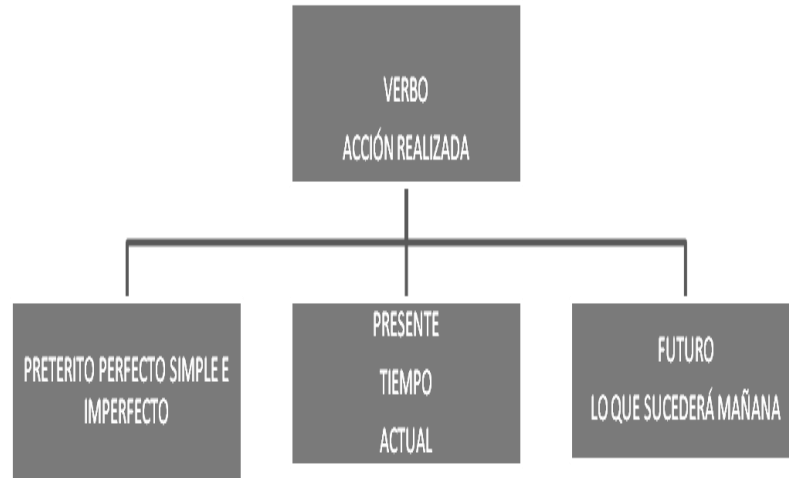 VERBO
ACCIÓN REALIZADA
PRETERITO PERFECTO SIMPLE E
IMPERFECTO
PRESENTE
TIEMPO
ACTUAL
FUTURO
LO QUE SUCEDERÁ MAÑANA